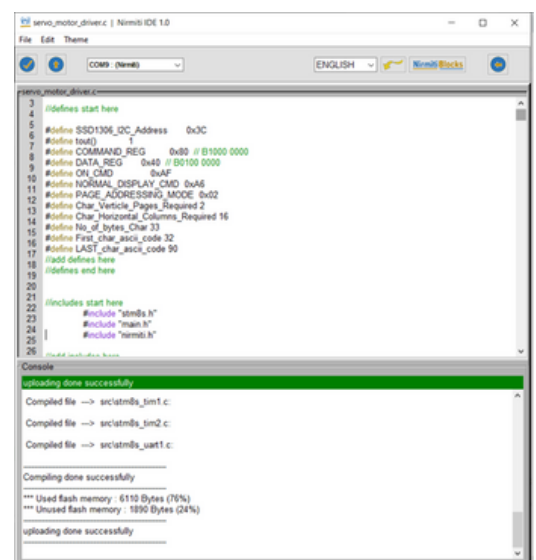 servo_motor_driver.c | Nirmiti IDE 1.0
File Edit Theme
COM9 : (Nirmiti)
ENGLISH
NirmitiBlocks
servo_motor_driver.c
3
4 //defines start here
5
6 #define SSD1306_I2C_Address 0x3C
7 #define tout() 1
8 #define COMMAND_REG 0x80 // B1000 0000
9 #define DATA_REG 0x40 // B0100 0000
10 #define ON_CMD 0xAF
11 #define NORMAL_DISPLAY_CMD 0xA6
12 #define PAGE_ADDRESSING_MODE 0x02
13 #define Char_Verticle_Pages_Required 2
14 #define Char_Horizontal_Columns_Required 16
15 #define No_of_bytes_Char 33
16 #define First_char_ascii_code 32
17 #define LAST_char_ascii_code 90
18 //add defines here
19 //defines end here
20
21
22 //includes start here
23 #include "stm8s.h"
24 #include "main.h"
25 #include "nirmiti.h"
26 //add includes here
Console
uploading done successfully
Compiled file ---> src\stm8s_tim1.c:
Compiled file ---> src\stm8s_tim2.c:
Compiled file ---> src\stm8s_uart1.c:
Compiling done successfully
*** Used flash memory : 6110 Bytes (76%)
*** Unused flash memory : 1890 Bytes (24%)
uploading done successfully